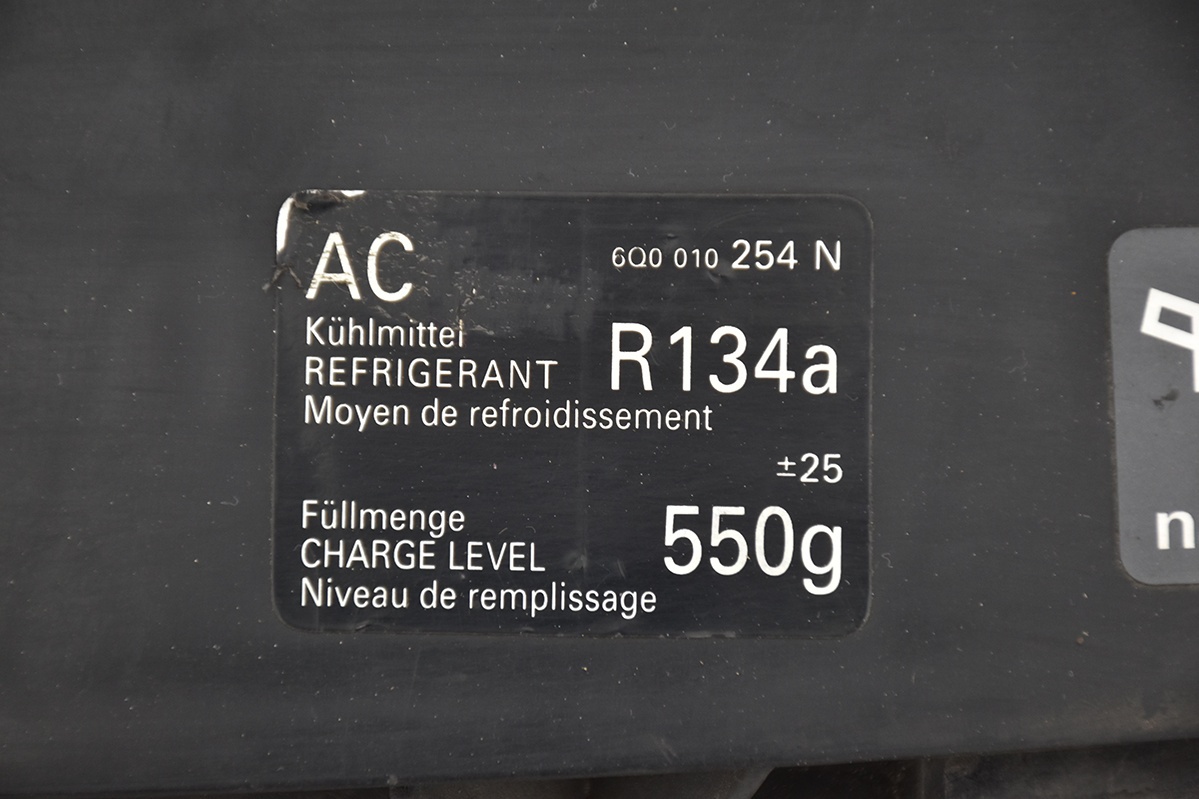 AC 6Q0 010 254 N
Kühlmittel
REFRIGERANT R134a
Moyen de refroidissement
±25
Füllmenge
CHARGE LEVEL 550g
Niveau de remplissage
n